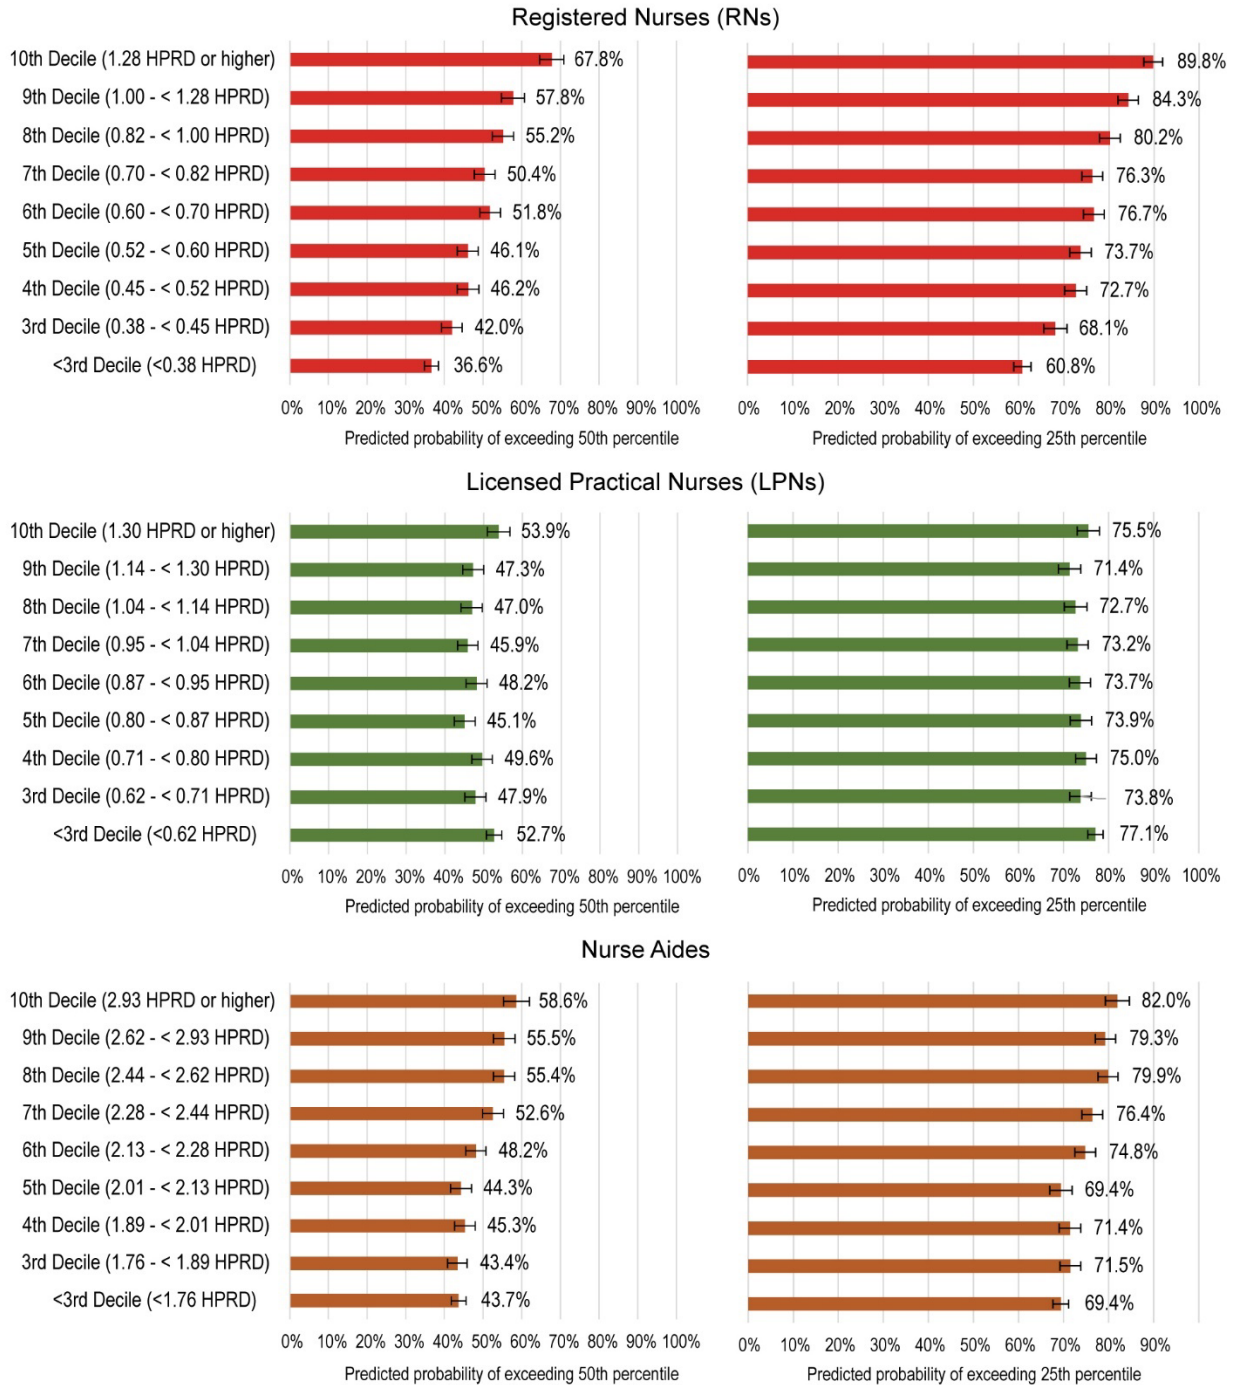 Registered Nurses (RNs)
10th Decile (1.28 HPRD or higher) 67.8% 89.8%
9th Decile (1.00 - < 1.28 HPRD) 57.8% 84.3%
8th Decile (0.82 - < 1.00 HPRD) 55.2% 80.2%
7th Decile (0.70 - < 0.82 HPRD) 50.4% 76.3%
6th Decile (0.60 - < 0.70 HPRD) 51.8% 76.7%
5th Decile (0.52 - < 0.60 HPRD) 46.1% 73.7%
4th Decile (0.45 - < 0.52 HPRD) 46.2% 72.7%
3rd Decile (0.38 - < 0.45 HPRD) 42.0% 68.1%
<3rd Decile (<0.38 HPRD) 36.6% 60.8%
0% 10% 20% 30% 40% 50% 60% 70% 80% 90% 100% 0% 10% 20% 30% 40% 50% 60% 70% 80% 90% 100%
Predicted probability of exceeding 50th percentile Predicted probability of exceeding 25th percentile
Licensed Practical Nurses (LPNs)
10th Decile (1.30 HPRD or higher) 53.9% 75.5%
9th Decile (1.14 - < 1.30 HPRD) 47.3% 71.4%
8th Decile (1.04 - < 1.14 HPRD) 47.0% 72.7%
7th Decile (0.95 - < 1.04 HPRD) 45.9% 73.2%
6th Decile (0.87 - < 0.95 HPRD) 48.2% 73.7%
5th Decile (0.80 - < 0.87 HPRD) 45.1% 73.9%
4th Decile (0.71 - < 0.80 HPRD) 49.6% 75.0%
3rd Decile (0.62 - < 0.71 HPRD) 47.9% 73.8%
<3rd Decile (<0.62 HPRD) 52.7% 77.1%
0% 10% 20% 30% 40% 50% 60% 70% 80% 90% 100% 0% 10% 20% 30% 40% 50% 60% 70% 80% 90% 100%
Predicted probability of exceeding 50th percentile Predicted probability of exceeding 25th percentile
Nurse Aides
10th Decile (2.93 HPRD or higher) 58.6% 82.0%
9th Decile (2.62 - < 2.93 HPRD) 55.5% 79.3%
8th Decile (2.44 - < 2.62 HPRD) 55.4% 79.9%
7th Decile (2.28 - < 2.44 HPRD) 52.6% 76.4%
6th Decile (2.13 - < 2.28 HPRD) 48.2% 74.8%
5th Decile (2.01 - < 2.13 HPRD) 44.3% 69.4%
4th Decile (1.89 - < 2.01 HPRD) 45.3% 71.4%
3rd Decile (1.76 - < 1.89 HPRD) 43.4% 71.5%
<3rd Decile (<1.76 HPRD) 43.7% 69.4%
0% 10% 20% 30% 40% 50% 60% 70% 80% 90% 100% 0% 10% 20% 30% 40% 50% 60% 70% 80% 90%
Predicted probability of exceeding 50th percentile Predicted probability of exceeding 25th percentile